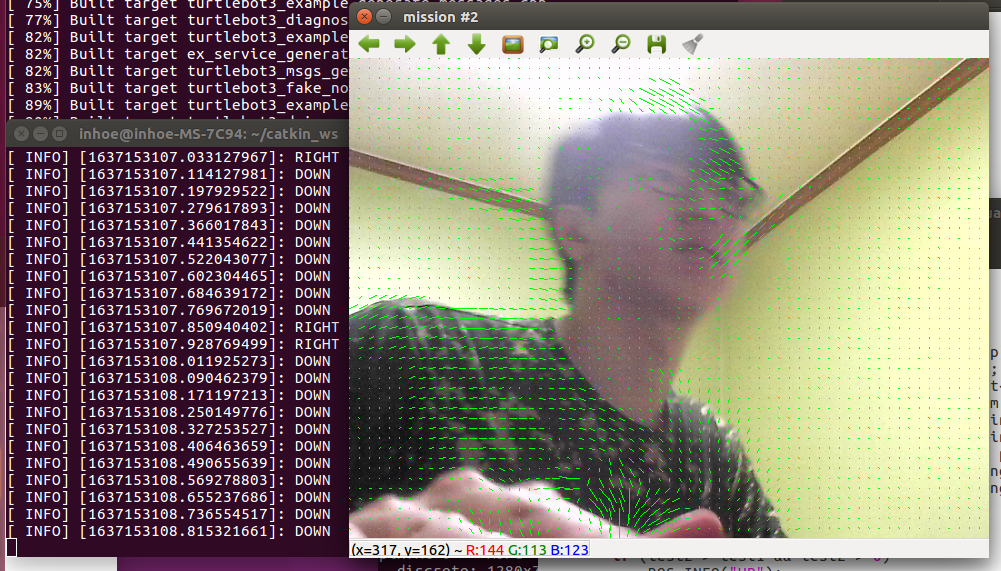 75%] Built target turtlebot3_example_generate_messages_cpp
[ 77%] Built target turtlebot3_diagnos
[ 82%] Built target turtlebot3_example
[ 82%] Built target ex_service_generat
[ 82%] Built target turtlebot3_msgs_ge
[ 83%] Built target turtlebot3_fake_no
[ 89%] Built target turtlebot3_example
mission #2
inhoe@inhoe-MS-7C94: ~/catkin_ws
[ INFO] [1637153107.033127967]: RIGHT
[ INFO] [1637153107.114127981]: DOWN
[ INFO] [1637153107.197929522]: DOWN
[ INFO] [1637153107.279617893]: DOWN
[ INFO] [1637153107.366017843]: DOWN
[ INFO] [1637153107.441354622]: DOWN
[ INFO] [1637153107.522043077]: DOWN
[ INFO] [1637153107.602304465]: DOWN
[ INFO] [1637153107.684639172]: DOWN
[ INFO] [1637153107.769672019]: DOWN
[ INFO] [1637153107.850940402]: RIGHT
[ INFO] [1637153107.928769499]: RIGHT
[ INFO] [1637153108.011925273]: DOWN
[ INFO] [1637153108.090462379]: DOWN
[ INFO] [1637153108.171197213]: DOWN
[ INFO] [1637153108.250149776]: DOWN
[ INFO] [1637153108.327253527]: DOWN
[ INFO] [1637153108.406463659]: DOWN
[ INFO] [1637153108.490655639]: DOWN
[ INFO] [1637153108.569278803]: DOWN
[ INFO] [1637153108.655237686]: DOWN
[ INFO] [1637153108.736554517]: DOWN
[ INFO] [1637153108.815321661]: DOWN
(x=317, y=162) ~ R:144 G:113 B:123
discrete: 1280x7
ROS_INFO("UP");